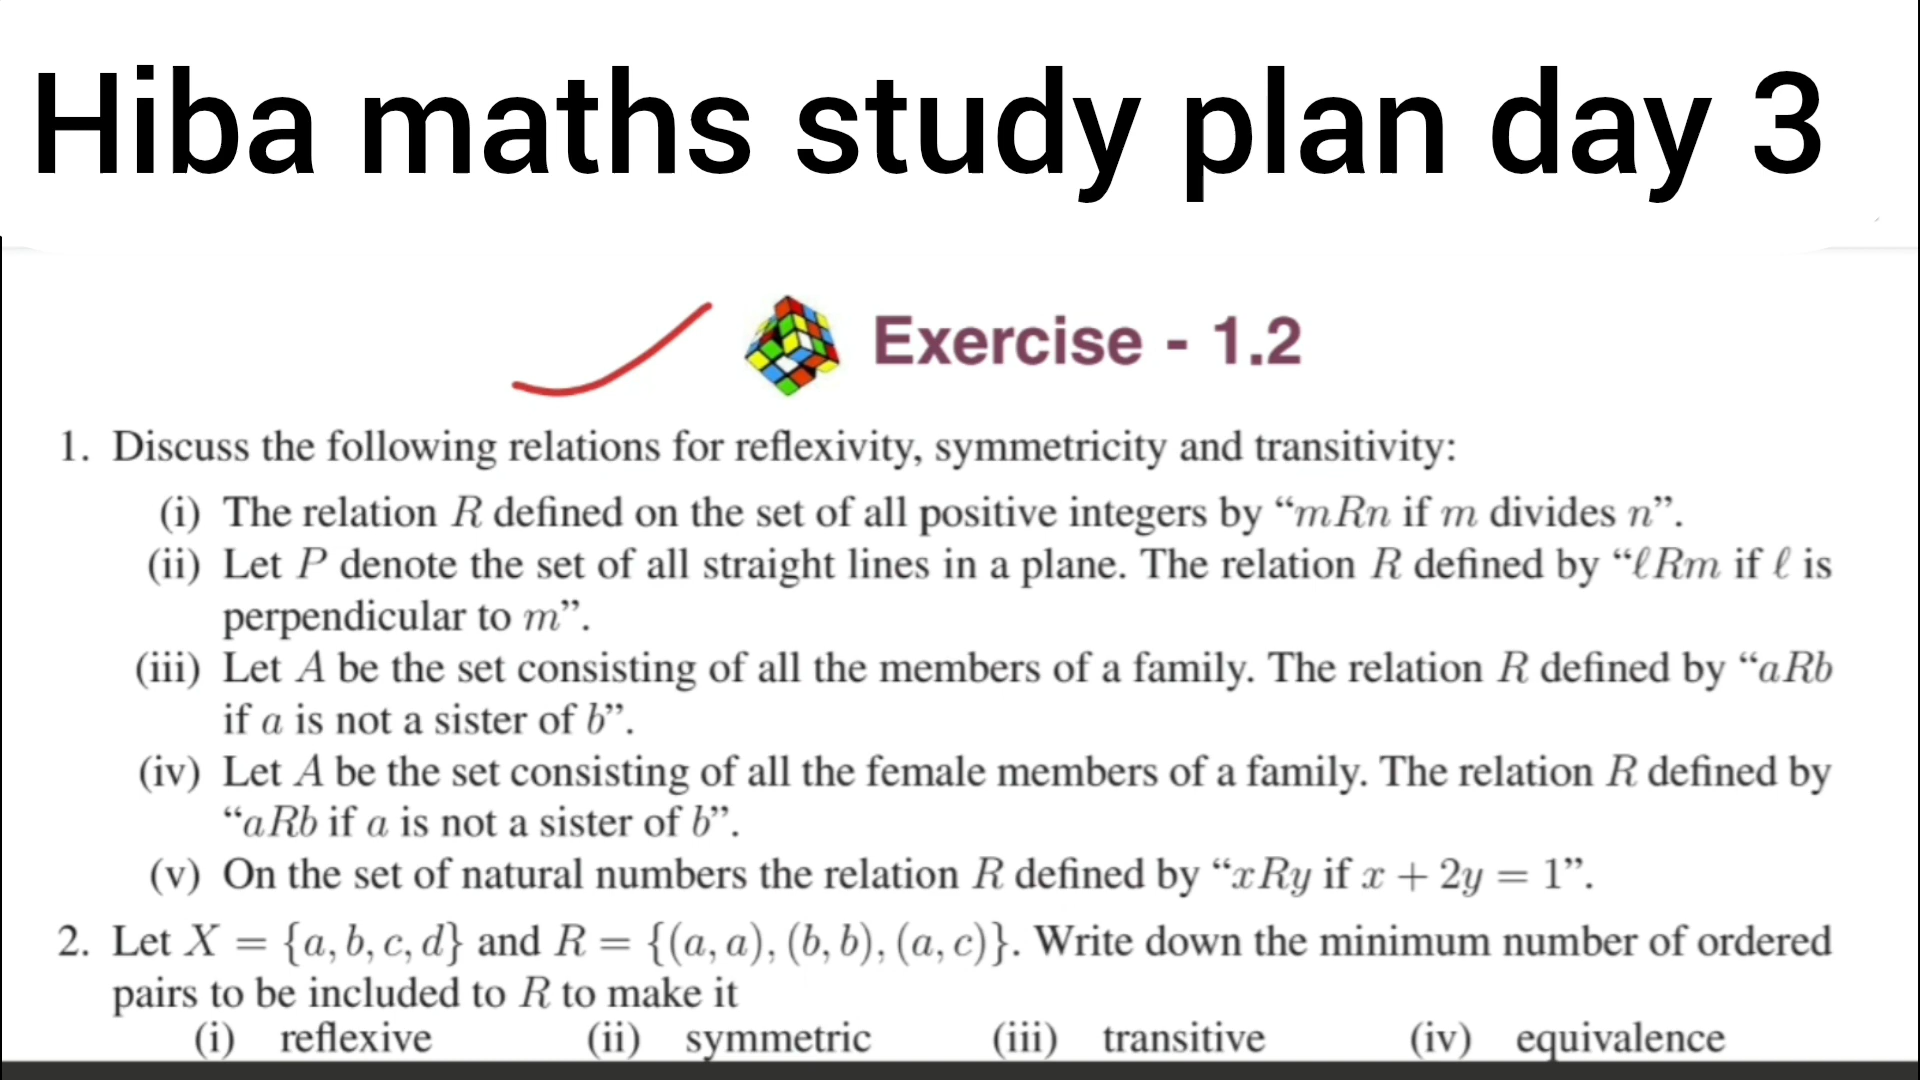 Hiba maths study plan day 3
Exercise - 1.2
1. Discuss the following relations for reflexivity, symmetricity and transitivity:
(i) The relation R defined on the set of all positive integers by “mRn if m divides n”.
(ii) Let P denote the set of all straight lines in a plane. The relation R defined by “ℓRm if ℓ is
perpendicular to m”.
(iii) Let A be the set consisting of all the members of a family. The relation R defined by “aRb
if a is not a sister of b”.
(iv) Let A be the set consisting of all the female members of a family. The relation R defined by
“aRb if a is not a sister of b”.
(v) On the set of natural numbers the relation R defined by “xRy if x + 2y = 1”.
2. Let X = {a, b, c, d} and R = {(a, a), (b, b), (a, c)}. Write down the minimum number of ordered
pairs to be included to R to make it
(i) reflexive (ii) symmetric (iii) transitive (iv) equivalence